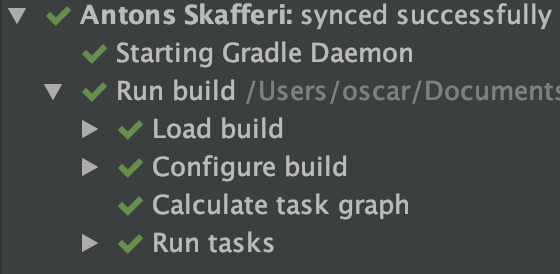 Antons Skafferi: synced successfully
Starting Gradle Daemon
Run build /Users/oscar/Documents
Load build
Configure build
Calculate task graph
Run tasks